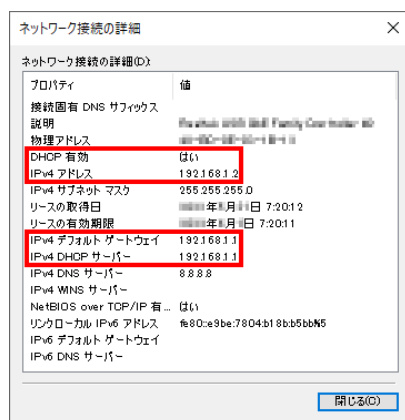 ネットワーク接続の詳細
ネットワーク接続の詳細(D):
プロパティ 値
接続固有 DNS サフィックス
説明
物理アドレス
DHCP 有効 はい
IPv4 アドレス 192.168.1.2
IPv4 サブネット マスク 255.255.255.0
リースの取得日 年 月 日 7:20:12
リースの有効期限 年 月 日 7:20:11
IPv4 デフォルト ゲートウェイ 192.168.1.1
IPv4 DHCP サーバー 192.168.1.1
IPv4 DNS サーバー 8.8.8.8
IPv4 WINS サーバー
NetBIOS over TCP/IP 有... はい
リンクローカル IPv6 アドレス fe80::e9be:7804:b18b:b5bb%5
IPv6 デフォルト ゲートウェイ
IPv6 DNS サーバー
閉じる(C)